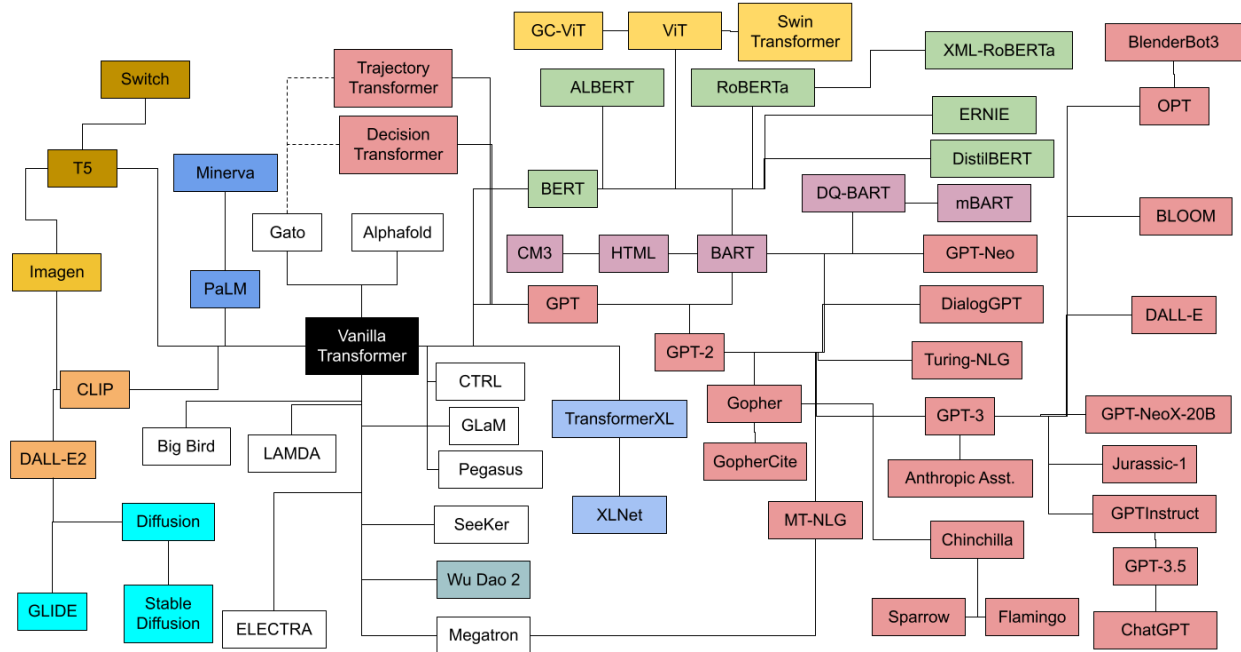 GC-ViT
ViT
Swin
Transformer
BlenderBot3
XML-RoBERTa
Switch
Trajectory
Transformer
ALBERT
RoBERTa
OPT
ERNIE
Decision
Transformer
T5
Minerva
DistilBERT
BERT
DQ-BART
mBART
BLOOM
Gato
Alphafold
CM3
HTML
BART
GPT-Neo
Imagen
PaLM
GPT
DialogGPT
DALL-E
Vanilla
Transformer
GPT-2
Turing-NLG
CTRL
CLIP
Gopher
GPT-3
GPT-NeoX-20B
TransformerXL
GLaM
Big Bird
LAMDA
DALL-E2
Pegasus
GopherCite
Anthropic Asst.
Jurassic-1
XLNet
MT-NLG
GPTInstruct
Diffusion
SeeKer
Chinchilla
GPT-3.5
Wu Dao 2
GLIDE
Stable
Diffusion
Sparrow
Flamingo
ELECTRA
Megatron
ChatGPT